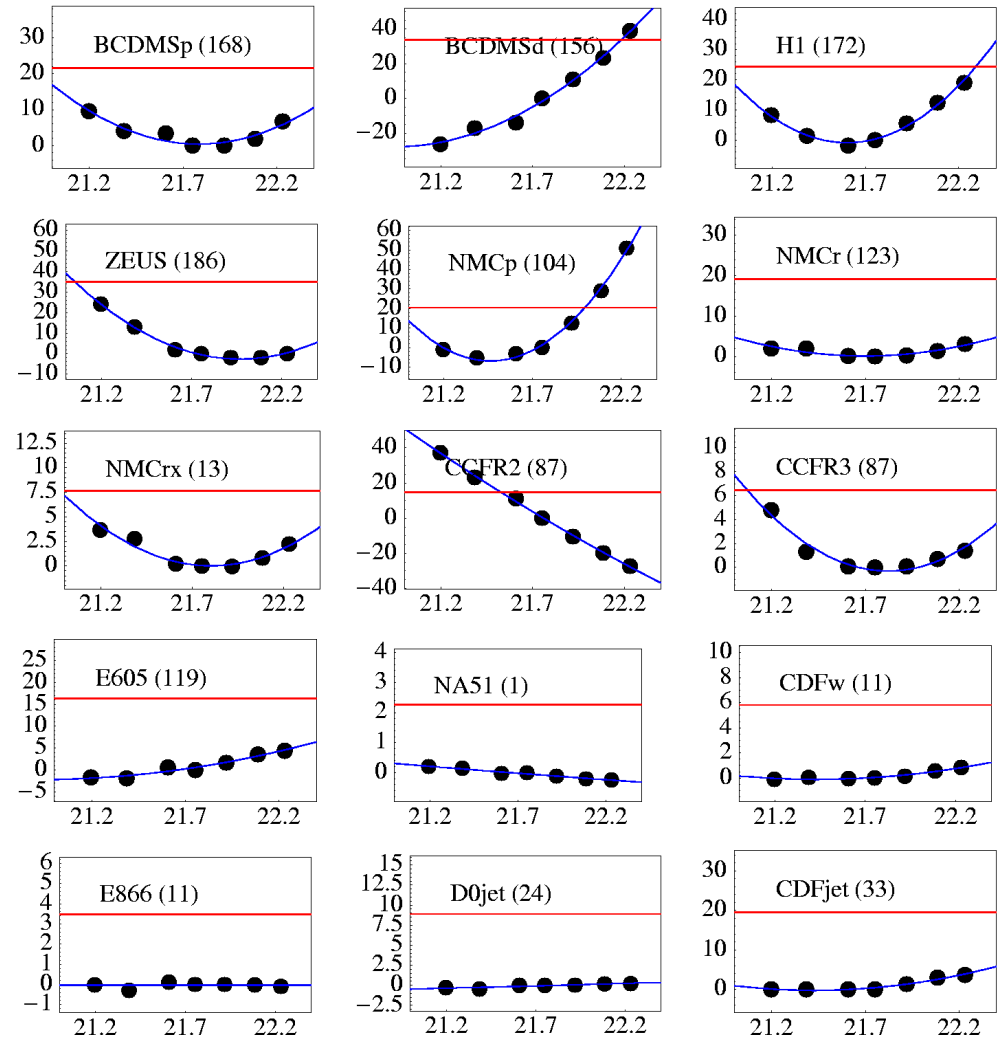 30
20
10
0
BCDMSp (168)
21.2 21.7 22.2
40
20
0
−20
BCDMSd (156)
21.2 21.7 22.2
40
30
20
10
0
H1 (172)
21.2 21.7 22.2
60
50
40
30
20
10
0
−10
ZEUS (186)
21.2 21.7 22.2
60
50
40
30
20
10
0
−10
NMCp (104)
21.2 21.7 22.2
30
20
10
0
NMCr (123)
21.2 21.7 22.2
12.5
10
7.5
5
2.5
0
NMCrx (13)
21.2 21.7 22.2
40
20
0
−20
−40
CCFR2 (87)
21.2 21.7 22.2
10
8
6
4
2
0
CCFR3 (87)
21.2 21.7 22.2
25
20
15
10
5
0
−5
E605 (119)
21.2 21.7 22.2
4
3
2
1
0
NA51 (1)
21.2 21.7 22.2
10
8
6
4
2
0
CDFw (11)
21.2 21.7 22.2
6
5
4
3
2
1
0
−1
E866 (11)
21.2 21.7 22.2
15
12.5
10
7.5
5
2.5
0
−2.5
D0jet (24)
21.2 21.7 22.2
30
20
10
0
CDFjet (33)
21.2 21.7 22.2